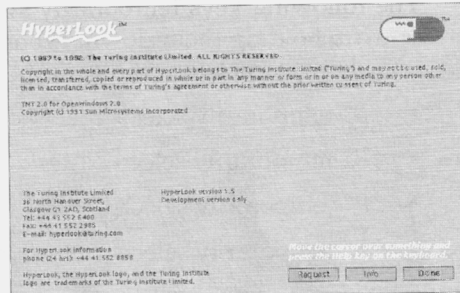 HyperLook™
(C) 1989 to 1992. The Turing Institute Limited. ALL RIGHTS RESERVED.
Copyright in the whole and every part of HyperLook belongs to The Turing Institute Limited ("Turing") and may not be used, sold,
licensed, transferred, copied or reproduced in whole or in part in any manner or form or in or on any media to any person other
than in accordance with the terms of Turing's agreement or otherwise without the prior written consent of Turing.
TNT 2.0 for OpenWindows 2.0
Copyright (C) 1991 Sun Microsystems Incorporated
The Turing Institute Limited
36 North Hanover Street,
Glasgow G1 2AD, Scotland
Tel: +44 41 552 6400
Fax: +44 41 552 2985
E-mail: hyperlook@turing.com
HyperLook version 1.5
Development version only
For HyperLook information
phone (24 hrs)
HyperLook, the HyperLook logo, and the Turing Institute
logo are trademarks of the Turing Institute Limited.
Move the cursor over something and
press the Help key on the keyboard.
Request
Info
Done